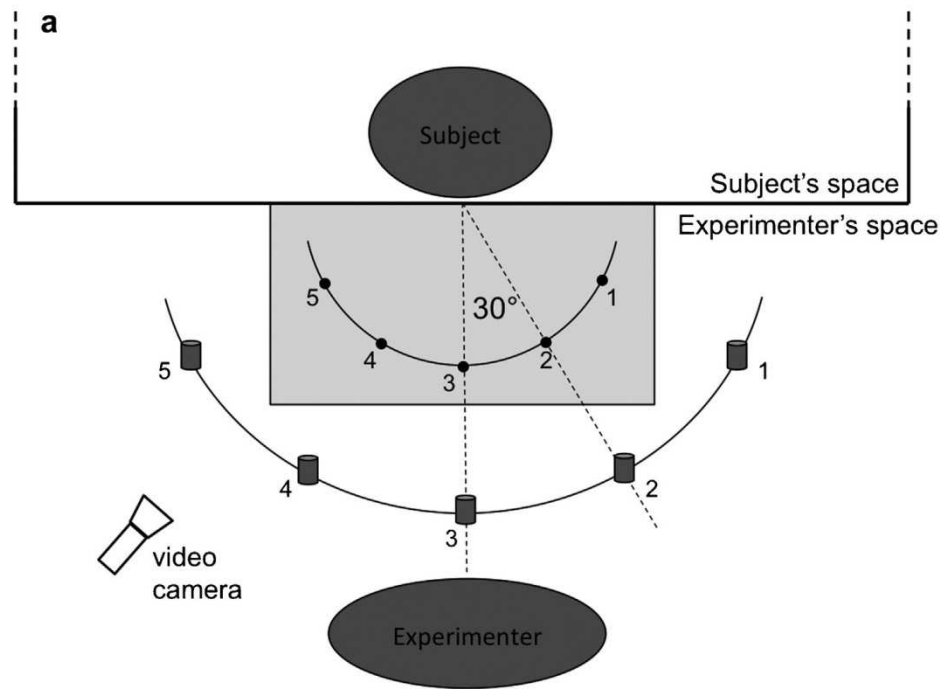 a
Subject
Subject's space
Experimenter's space
5
1
30°
4
2
3
5
1
4
2
3
video
camera
Experimenter